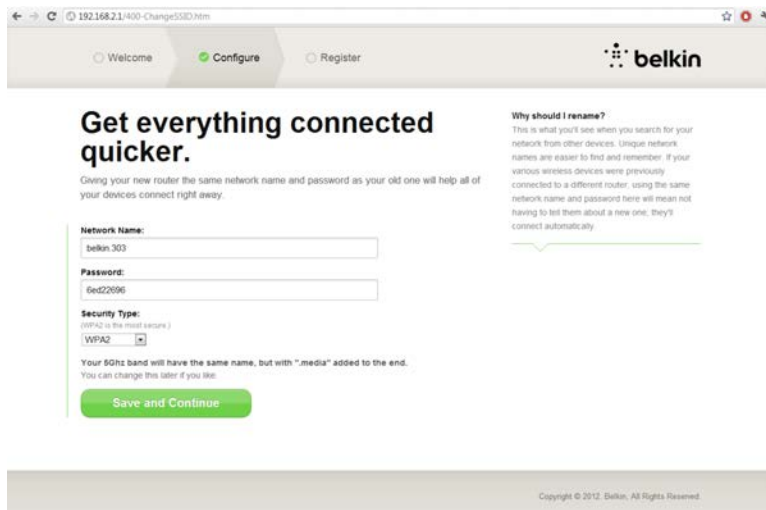 192.168.2.1/400-ChangeSSID.htm
Welcome
Configure
Register
belkin
Get everything connected
quicker.
Giving your new router the same network name and password as your old one will help all of
your devices connect right away.
Network Name:
belkin.303
Password:
6ed22696
Security Type:
(WPA2 is the most secure.)
WPA2
Your 5Ghz band will have the same name, but with ".media" added to the end.
You can change this later if you like.
Save and Continue
Why should I rename?
This is what you'll see when you search for your
network from other devices. Unique network
names are easier to find and remember. If your
various wireless devices were previously
connected to a different router, using the same
network name and password here will mean not
having to tell them about a new one; they'll
connect automatically.
Copyright © 2012. Belkin, All Rights Reserved.